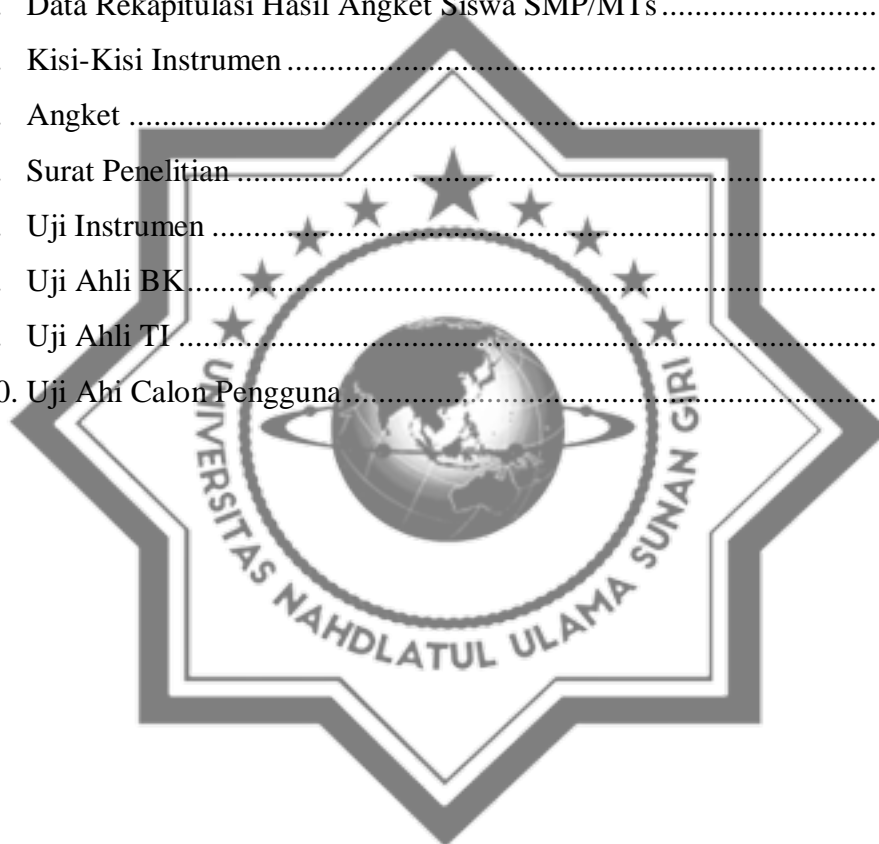 . Data Rekapitulasi Hasil Angket Siswa SMP/MTs ................................
. Kisi-Kisi Instrumen ................................................................................
. Angket ....................................................................................................
. Surat Penelitian .......................................................................................
. Uji Instrumen ..........................................................................................
. Uji Ahli BK.............................................................................................
. Uji Ahli TI ..............................................................................................
0. Uji Ahi Calon Pengguna..........................................................................
UNIVERSITAS NAHDLATUL ULAMA SUNAN GIRI